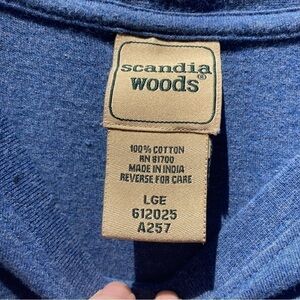 scandia
woods®
100% COTTON
RN 81700
MADE IN INDIA
REVERSE FOR CARE
LGE
612025
A257